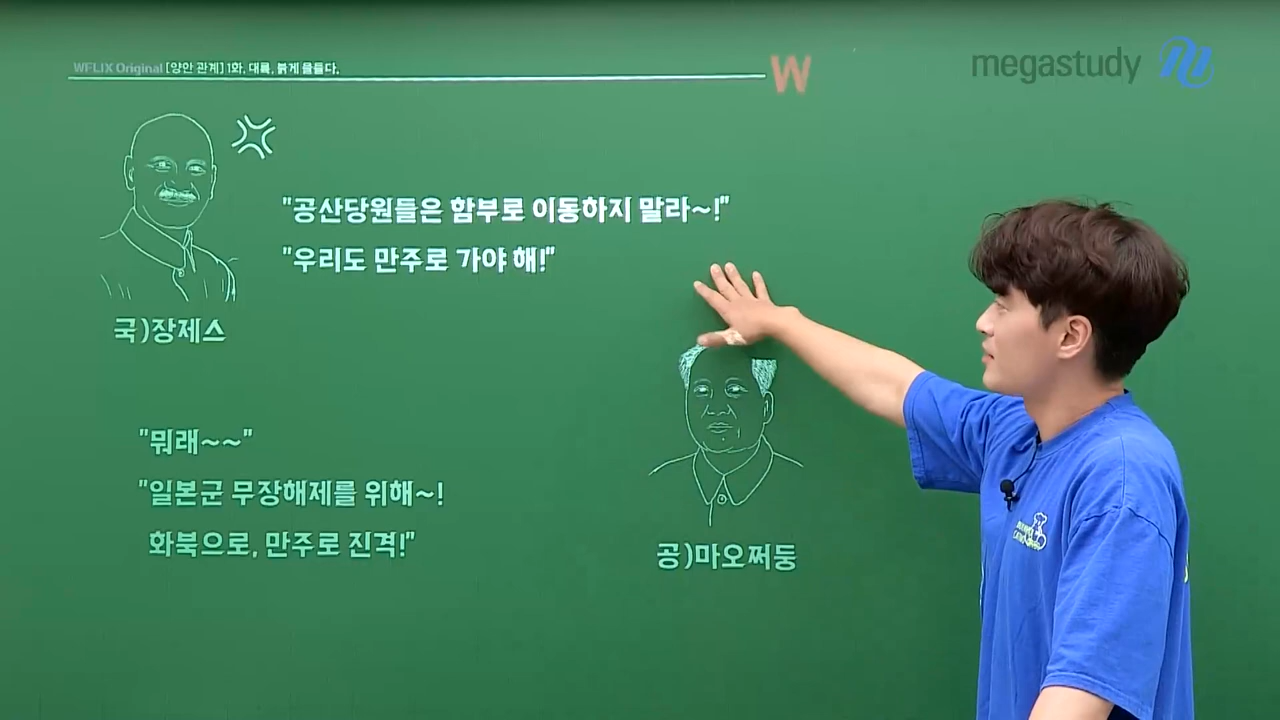 WFLIX Original [양안 관계] 1화. 대륙, 붉게 물들다.
W
megastudy
"공산당원들은 함부로 이동하지 말라~!"
"우리도 만주로 가야 해!"
국)장제스
"뭐래~~"
"일본군 무장해제를 위해~!
화북으로, 만주로 진격!"
공)마오쩌둥